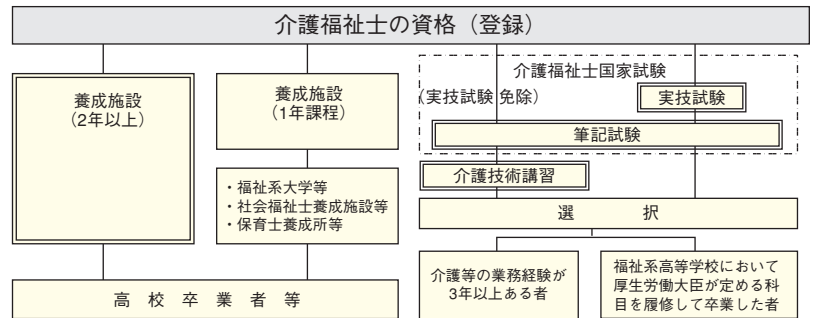 介護福祉士の資格（登録）
養成施設
（2年以上）
養成施設
（1年課程）
・福祉系大学等
・社会福祉士養成施設等
・保育士養成所等
高校卒業者等
介護福祉士国家試験
（実技試験 免除）
実技試験
筆記試験
介護技術講習
選択
介護等の業務経験が
3年以上ある者
福祉系高等学校において
厚生労働大臣が定める科
目を履修して卒業した者